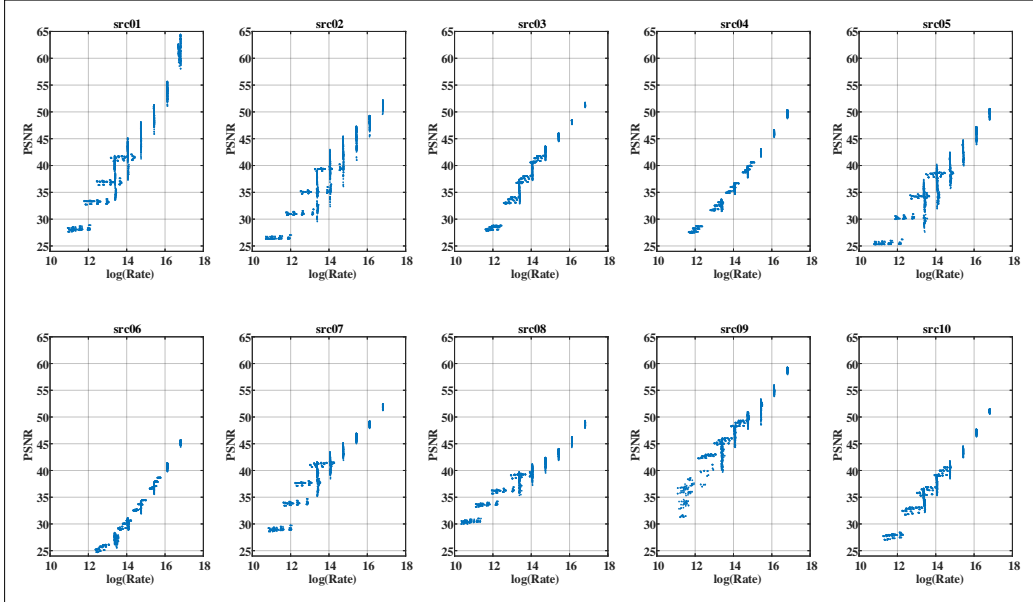 src01 src02 src03 src04 src05
65 65 65 65 65
60 60 60 60 60
55 55 55 55 55
50 50 50 50 50
45 45 45 45 45
PSNR PSNR PSNR PSNR PSNR
40 40 40 40 40
35 35 35 35 35
30 30 30 30 30
25 25 25 25 25
10 12 14 16 18 10 12 14 16 18 10 12 14 16 18 10 12 14 16 18 10 12 14 16 18
log(Rate) log(Rate) log(Rate) log(Rate) log(Rate)
src06 src07 src08 src09 src10
65 65 65 65 65
60 60 60 60 60
55 55 55 55 55
50 50 50 50 50
45 45 45 45 45
PSNR PSNR PSNR PSNR PSNR
40 40 40 40 40
35 35 35 35 35
30 30 30 30 30
25 25 25 25 25
10 12 14 16 18 10 12 14 16 18 10 12 14 16 18 10 12 14 16 18 10 12 14 16 18
log(Rate) log(Rate) log(Rate) log(Rate) log(Rate)